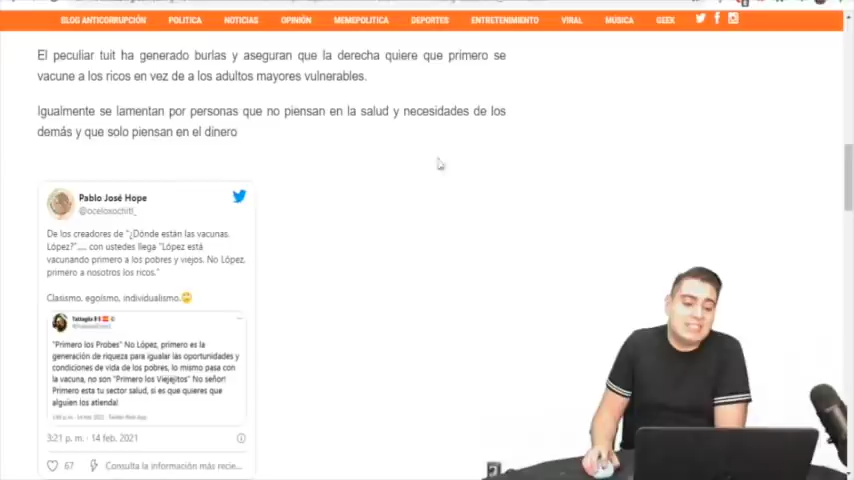 BLOG ANTICORRUPCIÓN POLITICA NOTICIAS OPINIÓN MEMEPOLITICA DEPORTES ENTRETENIMIENTO VIRAL MÚSICA GEEK
El peculiar tuit ha generado burlas y aseguran que la derecha quiere que primero se
vacune a los ricos en vez de a los adultos mayores vulnerables.
Igualmente se lamentan por personas que no piensan en la salud y necesidades de los
demás y que solo piensan en el dinero
Pablo José Hope
@oceloxochitl_
De los creadores de "¿Dónde están las vacunas.
López?"..... con ustedes llega "López está
vacunando primero a los pobres y viejos. No López,
primero a nosotros los ricos."
Clasismo, egoísmo, individualismo.🙄
"Primero los Probes" No López, primero es la
generación de riqueza para igualar las oportunidades y
condiciones de vida de los pobres, lo mismo pasa con
la vacuna, no son "Primero los Viejejitos" No señor!
Primero esta tu sector salud, si es que quieres que
alguien los atienda!
3:21 p. m. · 14 feb. 2021
67 Consulta la información más recie...